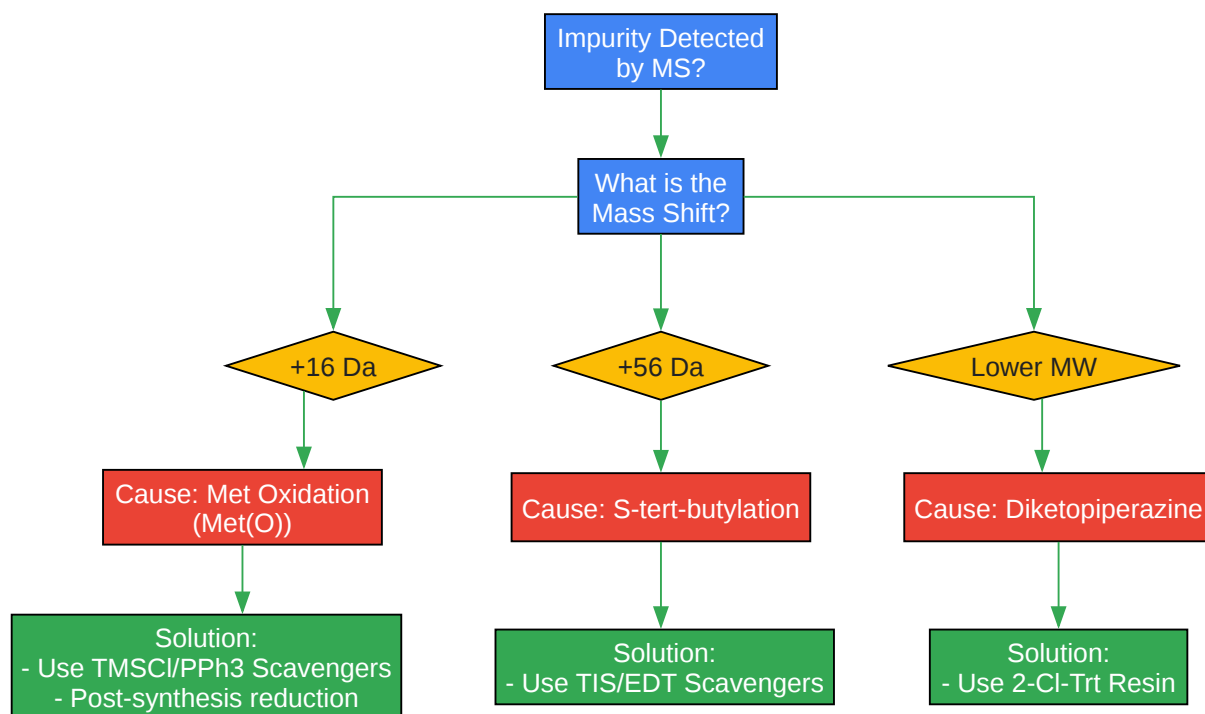 Impurity Detected
by MS?
What is the
Mass Shift?
+16 Da
+56 Da
Lower MW
Cause: Met Oxidation
(Met(O))
Cause: S-tert-butylation
Cause: Diketopiperazine
Solution:
- Use TMSCl/PPh3 Scavengers
- Post-synthesis reduction
Solution:
- Use TIS/EDT Scavengers
Solution:
- Use 2-Cl-Trt Resin